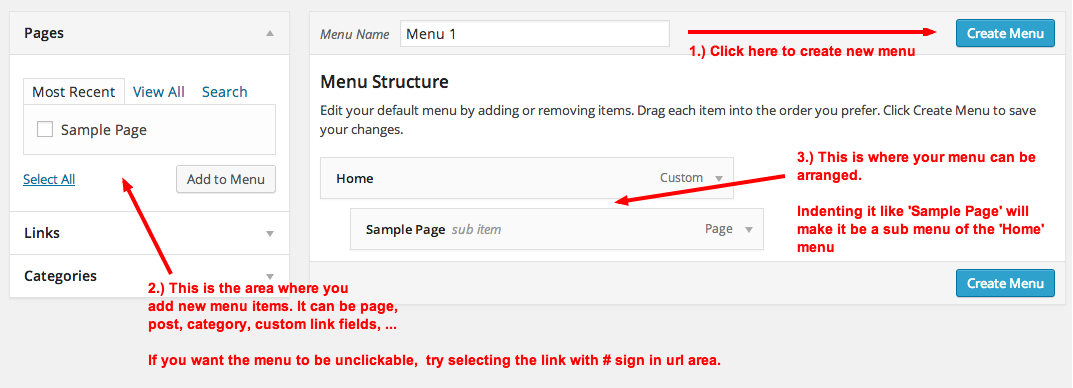 Pages
Most Recent View All Search
Sample Page
Select All Add to Menu
Links
Categories
Menu Name Menu 1 Create Menu
1.) Click here to create new menu
Menu Structure
Edit your default menu by adding or removing items. Drag each item into the order you prefer. Click Create Menu to save
your changes.
Home Custom
Sample Page sub item Page
3.) This is where your menu can be
arranged.
Indenting it like 'Sample Page' will
make it be a sub menu of the 'Home'
menu
Create Menu
2.) This is the area where you
add new menu items. It can be page,
post, category, custom link fields, ...
If you want the menu to be unclickable, try selecting the link with # sign in url area.